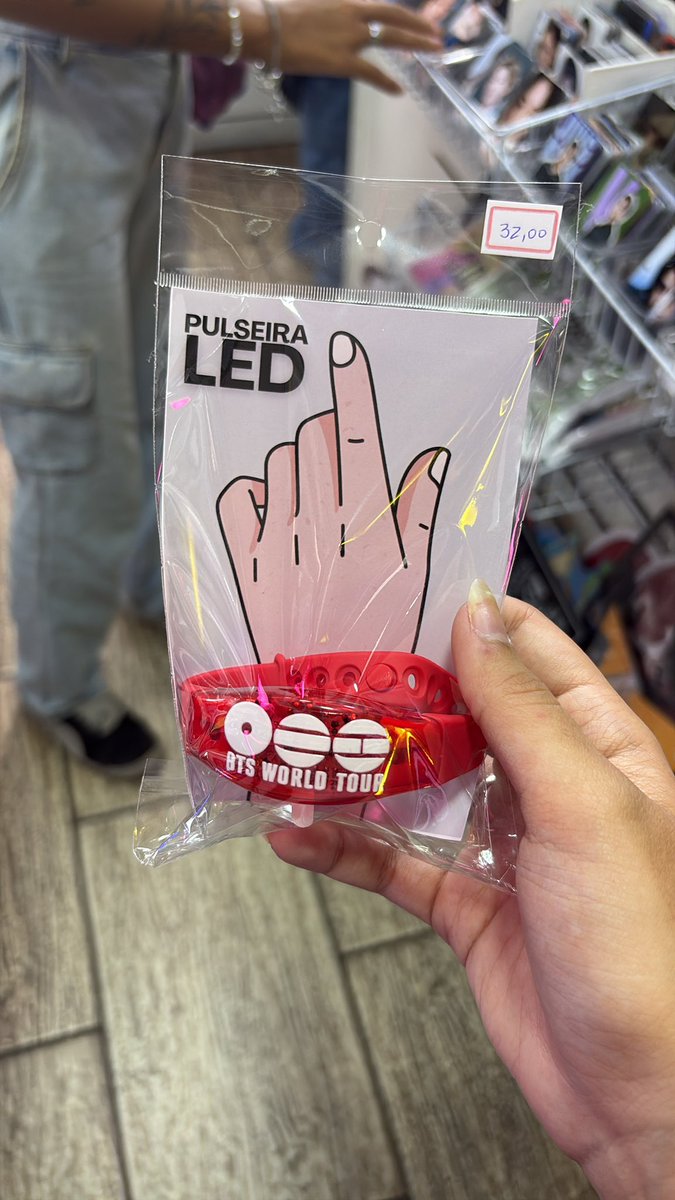 32,00
PULSEIRA
LED
BTS WORLD TOUR